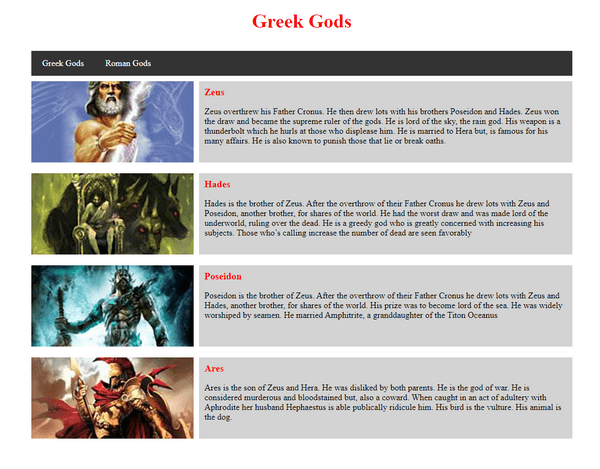 Greek Gods
Greek Gods Roman Gods
Zeus
Zeus overthrew his Father Cronus. He then drew lots with his brothers Poseidon and Hades. Zeus won
the draw and became the supreme ruler of the gods. He is lord of the sky, the rain god. His weapon is a
thunderbolt which he hurls at those who displease him. He is married to Hera but, is famous for his
many affairs. He is also known to punish those that lie or break oaths.
Hades
Hades is the brother of Zeus. After the overthrow of their Father Cronus he drew lots with Zeus and
Poseidon, another brother, for shares of the world. He had the worst draw and was made lord of the
underworld, ruling over the dead. He is a greedy god who is greatly concerned with increasing his
subjects. Those who`s calling increase the number of dead are seen favorably
Poseidon
Poseidon is the brother of Zeus. After the overthrow of their Father Cronus he drew lots with Zeus and
Hades, another brother, for shares of the world. His prize was to become lord of the sea. He was widely
worshiped by seamen. He married Amphitrite, a granddaughter of the Titon Oceanus
Ares
Ares is the son of Zeus and Hera. He was disliked by both parents. He is the god of war. He is
considered murderous and bloodstained but, also a coward. When caught in an act of adultery with
Aphrodite her husband Hephaestus is able publically ridicule him. His bird is the vulture. His animal is
the dog.